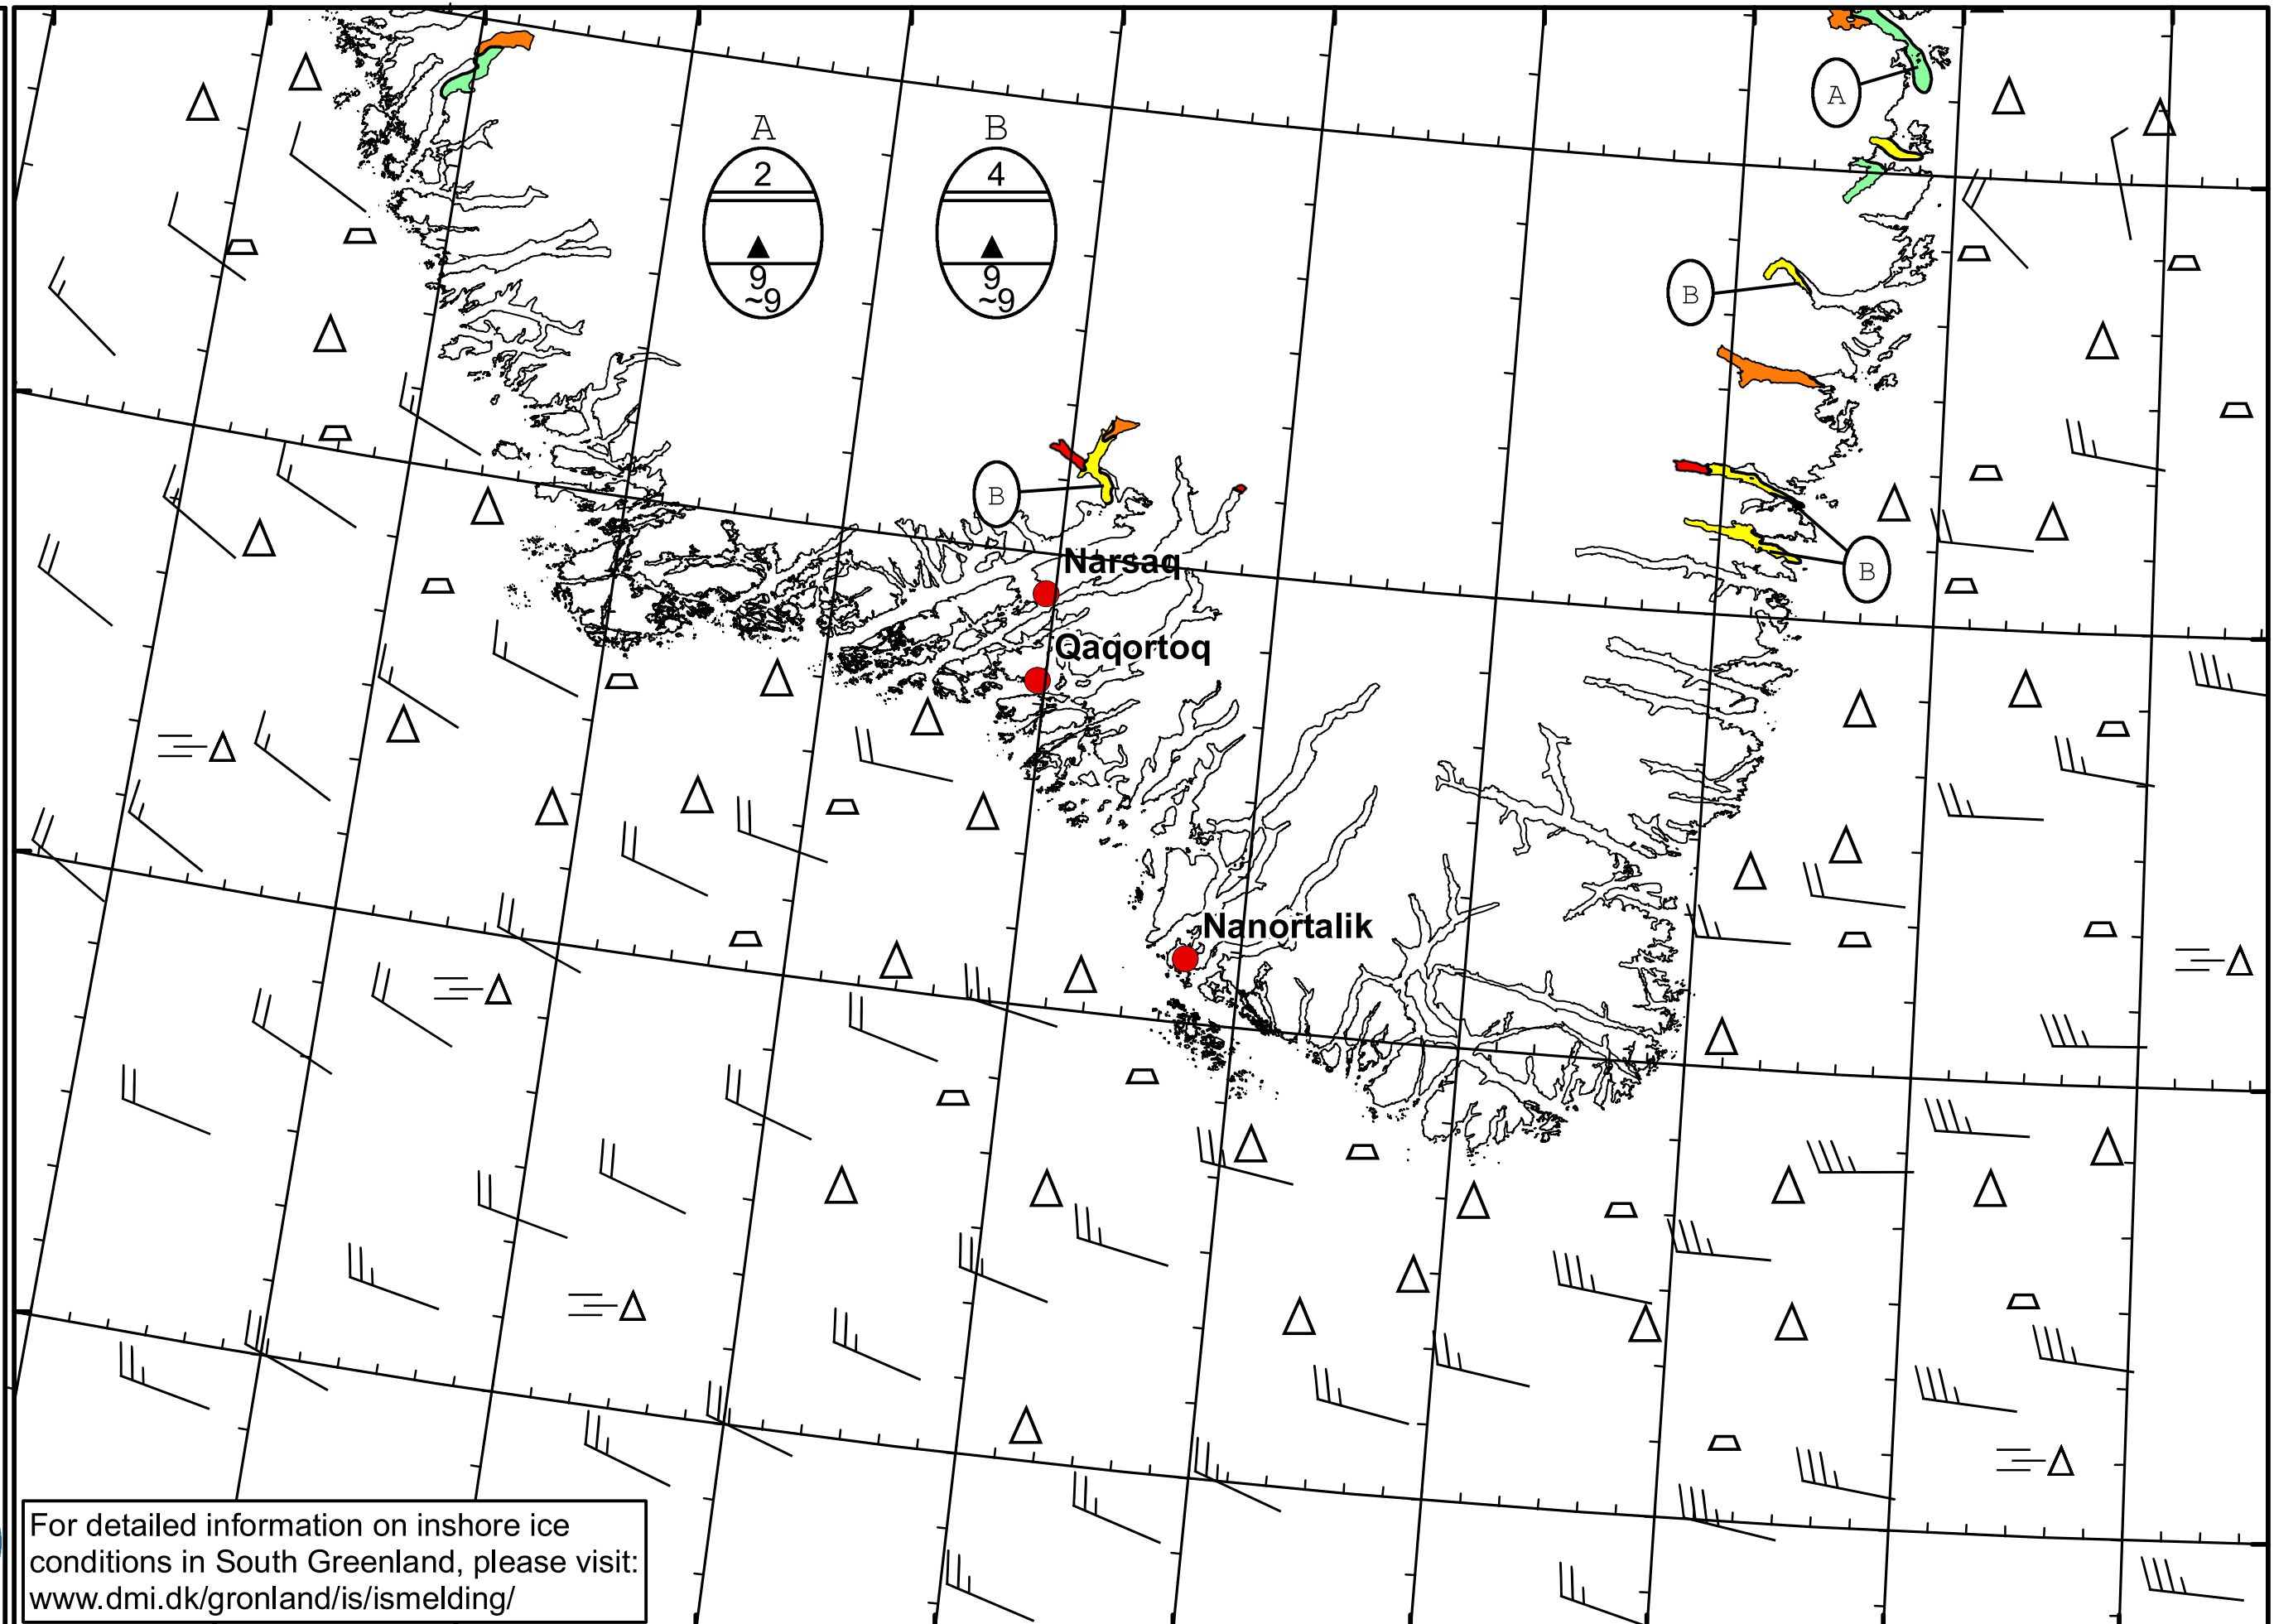 A
A B
2 4
9 9
~9 ~9
B
B
Narsaq
B
Qaqortoq
Nanortalik
For detailed information on inshore ice
conditions in South Greenland, please visit:
www.dmi.dk/gronland/is/ismelding/